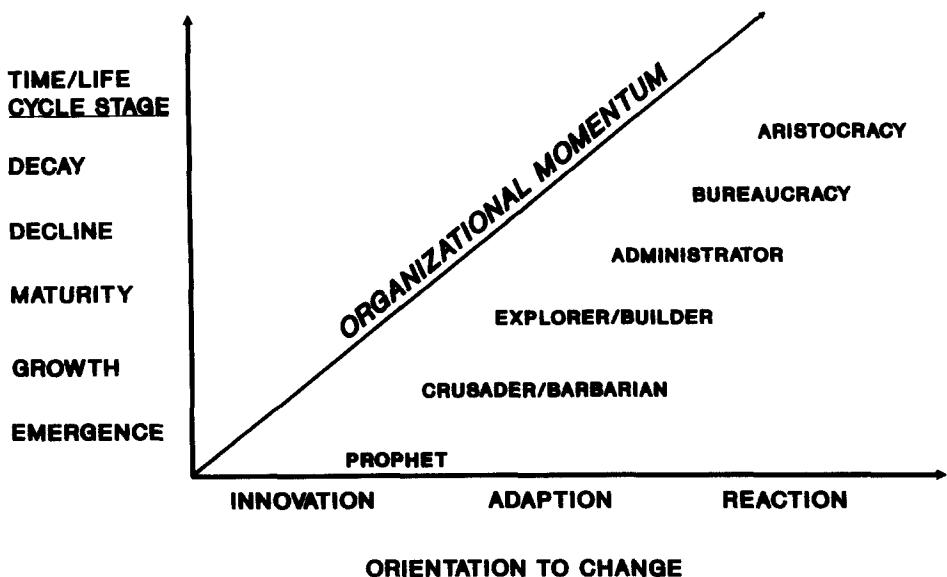 TIME/LIFE
CYCLE STAGE
DECAY
DECLINE
MATURITY
GROWTH
EMERGENCE
ORGANIZATIONAL MOMENTUM
ARISTOCRACY
BUREAUCRACY
ADMINISTRATOR
EXPLORER/BUILDER
CRUSADER/BARBARIAN
PROPHET
INNOVATION
ADAPTION
REACTION
ORIENTATION TO CHANGE